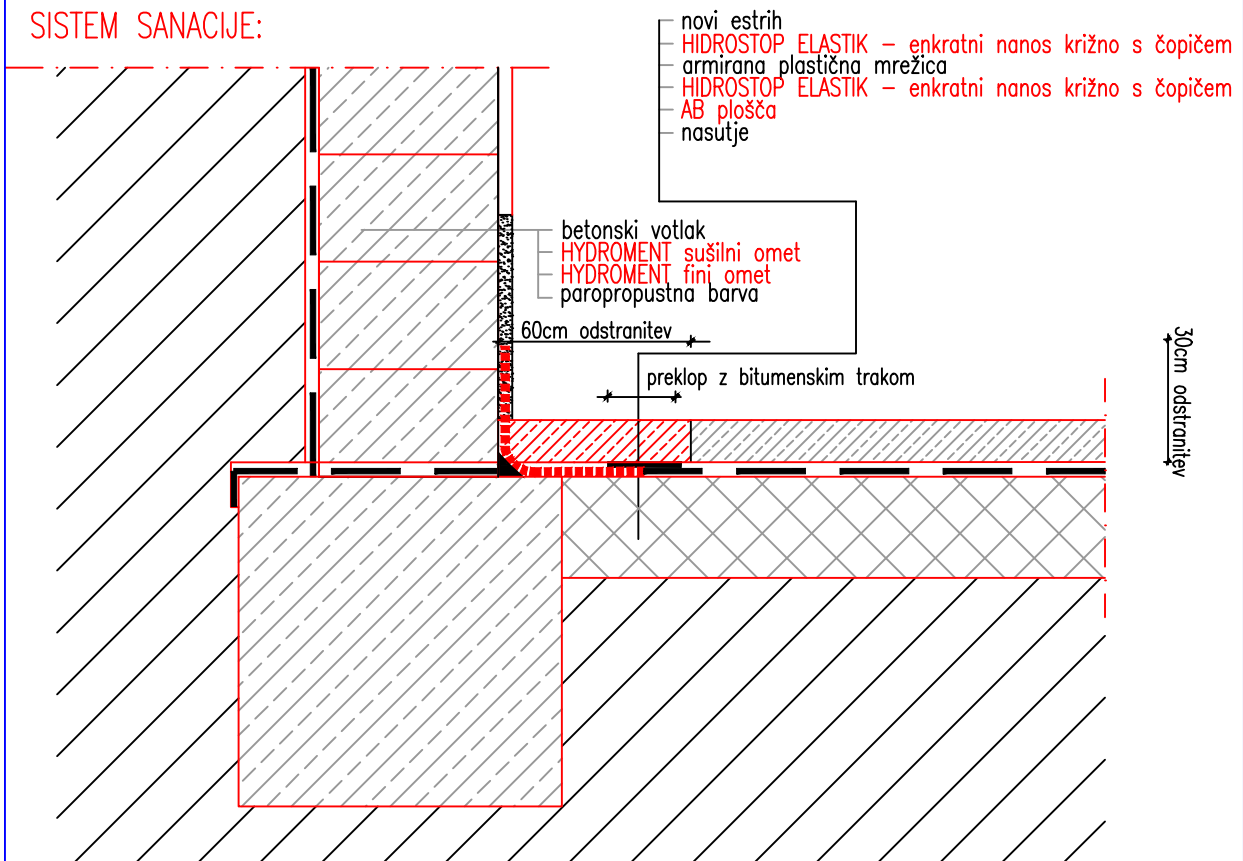 SISTEM SANACIJE:
novi estrih
HIDROSTOP ELASTIK – enkratni nanos križno s čopičem
armirana plastična mrežica
HIDROSTOP ELASTIK – enkratni nanos križno s čopičem
AB plošča
nasutje
betonski votlak
HYDROMENT sušilni omet
HYDROMENT fini omet
paropropustna barva
60cm odstranitev
preklop z bitumenskim trakom
30cm odstranitev